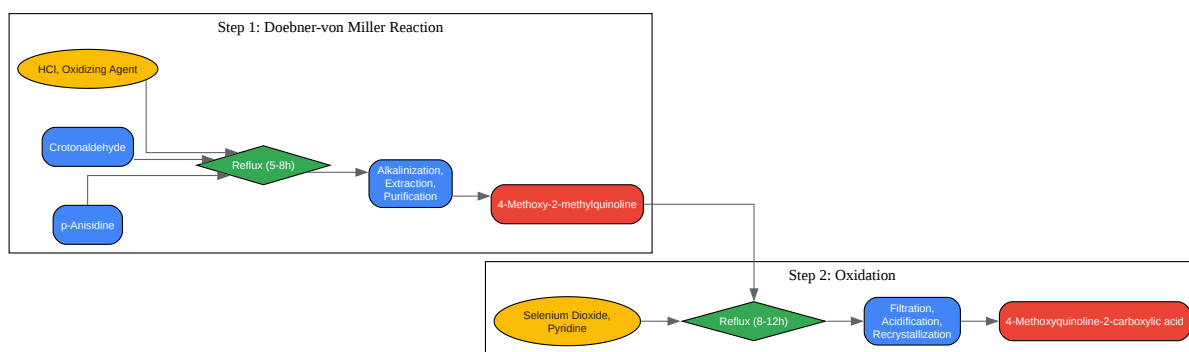 Step 1: Doebner-von Miller Reaction
HCl, Oxidizing Agent
Crotonaldehyde
p-Anisidine
Reflux (5-8h)
Alkalinization,
Extraction,
Purification
4-Methoxy-2-methylquinoline
Step 2: Oxidation
Selenium Dioxide,
Pyridine
Reflux (8-12h)
Filtration,
Acidification,
Recrystallization
4-Methoxyquinoline-2-carboxylic acid